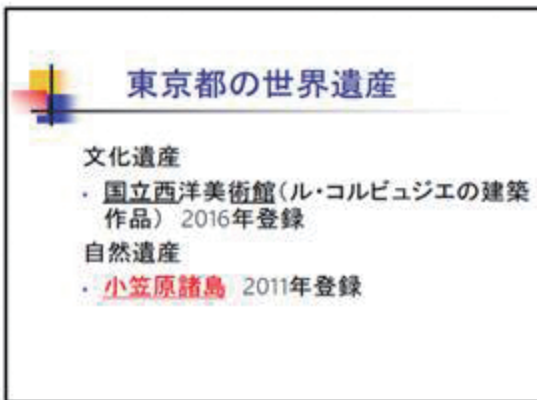 東京都の世界遺産
文化遺産
・ 国立西洋美術館(ル・コルビュジエの建築
作品) 2016年登録
自然遺産
・ 小笠原諸島 2011年登録